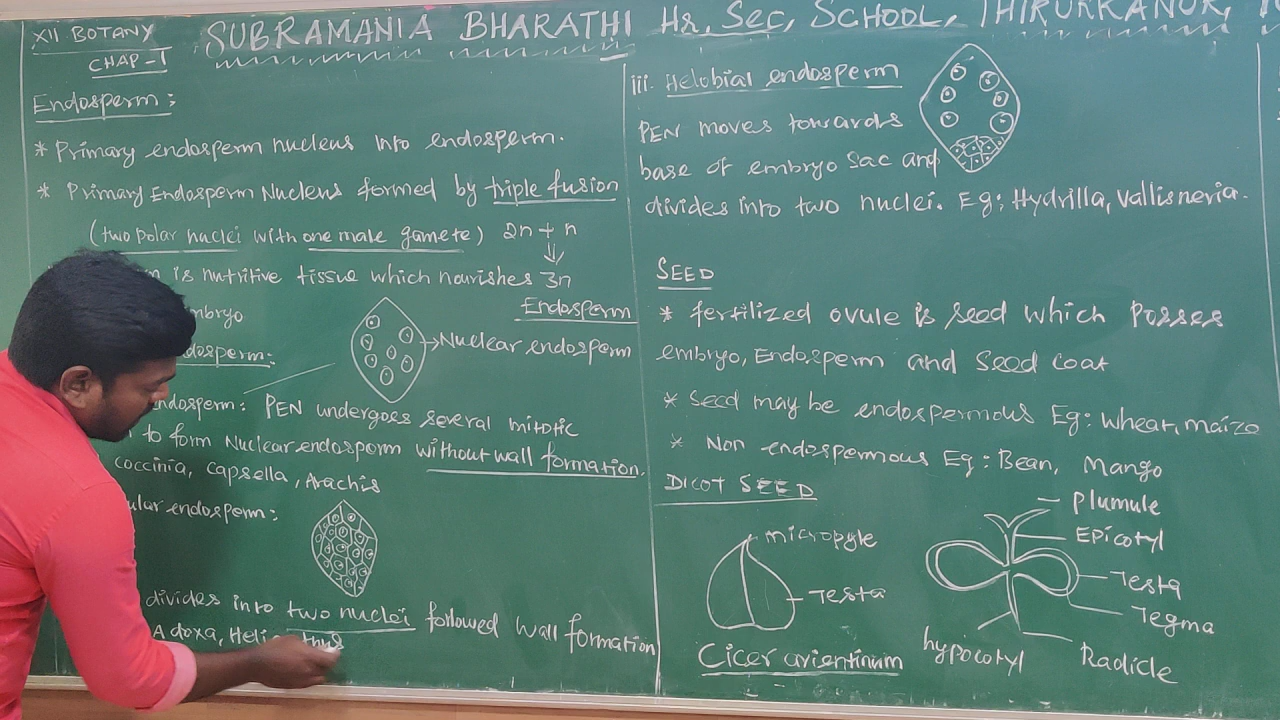 XII BOTANY
CHAP-I
SUBRAMANIA BHARATHI Hr, Sec, SCHOOL, THIRUKKANUR,
Endosperm:
* Primary endosperm nucleus into endosperm.
* Primary Endosperm Nucleus formed by triple fusion
(two polar nuclei with one male gamete) 2n + n
is nutritive tissue which nourishes 3n
Endosperm
Nuclear endosperm
PEN undergoes several mitotic
to form Nuclear endosperm without wall formation.
coccinia, Capsella, Arachis
endosperm:
divides into two nuclei followed wall formation
Adoxa,
iii. Helobial endosperm
PEN moves towards
base of embryo sac and
divides into two nuclei. Eg: Hydrilla, Vallisneria.
SEED
* fertilized ovule is seed which Posses
embryo, Endosperm and Seed coat
* Seed may be endospermous Eg: wheat, maize
* Non endospermous Eg: Bean, Mango
DICOT SEED
micropyle
Testa
Cicer arientinum
Plumule
Epicotyl
Testa
Tegma
hypocotyl
Radicle